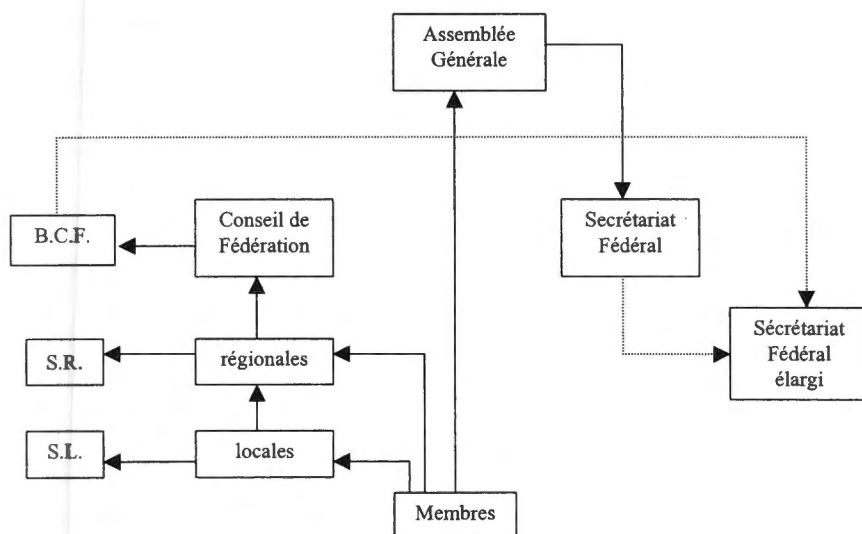 Assemblée
Générale
B.C.F.
Conseil de
Fédération
Secrétariat
Fédéral
Sécrétariat
Fédéral
élargi
S.R.
régionales
S.L.
locales
Membres